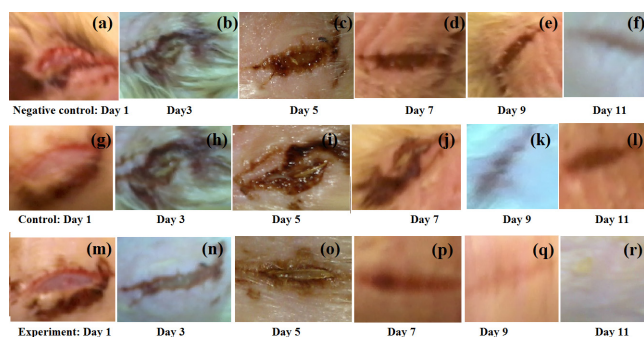 (a) (b) (c) (d) (e) (f)
Negative control: Day 1 Day3 Day 5 Day 7 Day 9 Day 11
(g) (h) (i) (j) (k) (l)
Control: Day 1 Day 3 Day 5 Day 7 Day 9 Day 11
(m) (n) (o) (p) (q) (r)
Experiment: Day 1 Day 3 Day 5 Day 7 Day 9 Day 11